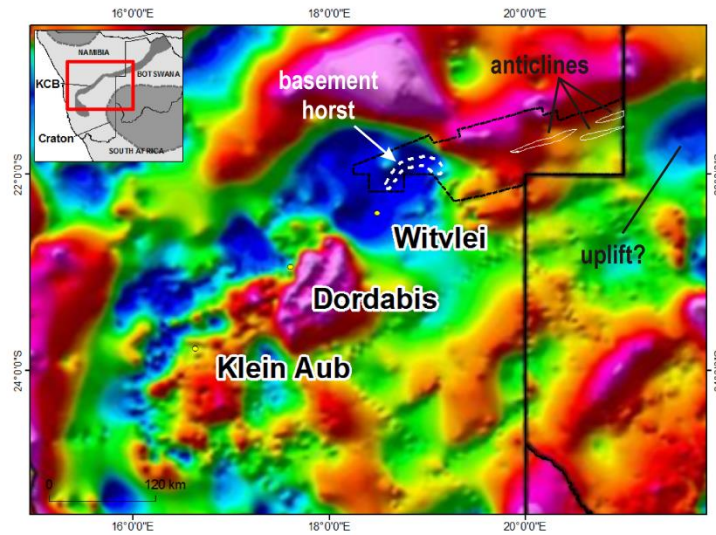 16°0'0"E 18°0'0"E 20°0'0"E
NAMIBIA
BOTSWANA
KCB
Craton
SOUTH AFRICA
basement
horst
anticlines
22°0'0"S
Witvlei
uplift?
Dordabis
Klein Aub
24°0'0"S
0 120 km
16°0'0"E 18°0'0"E 20°0'0"E